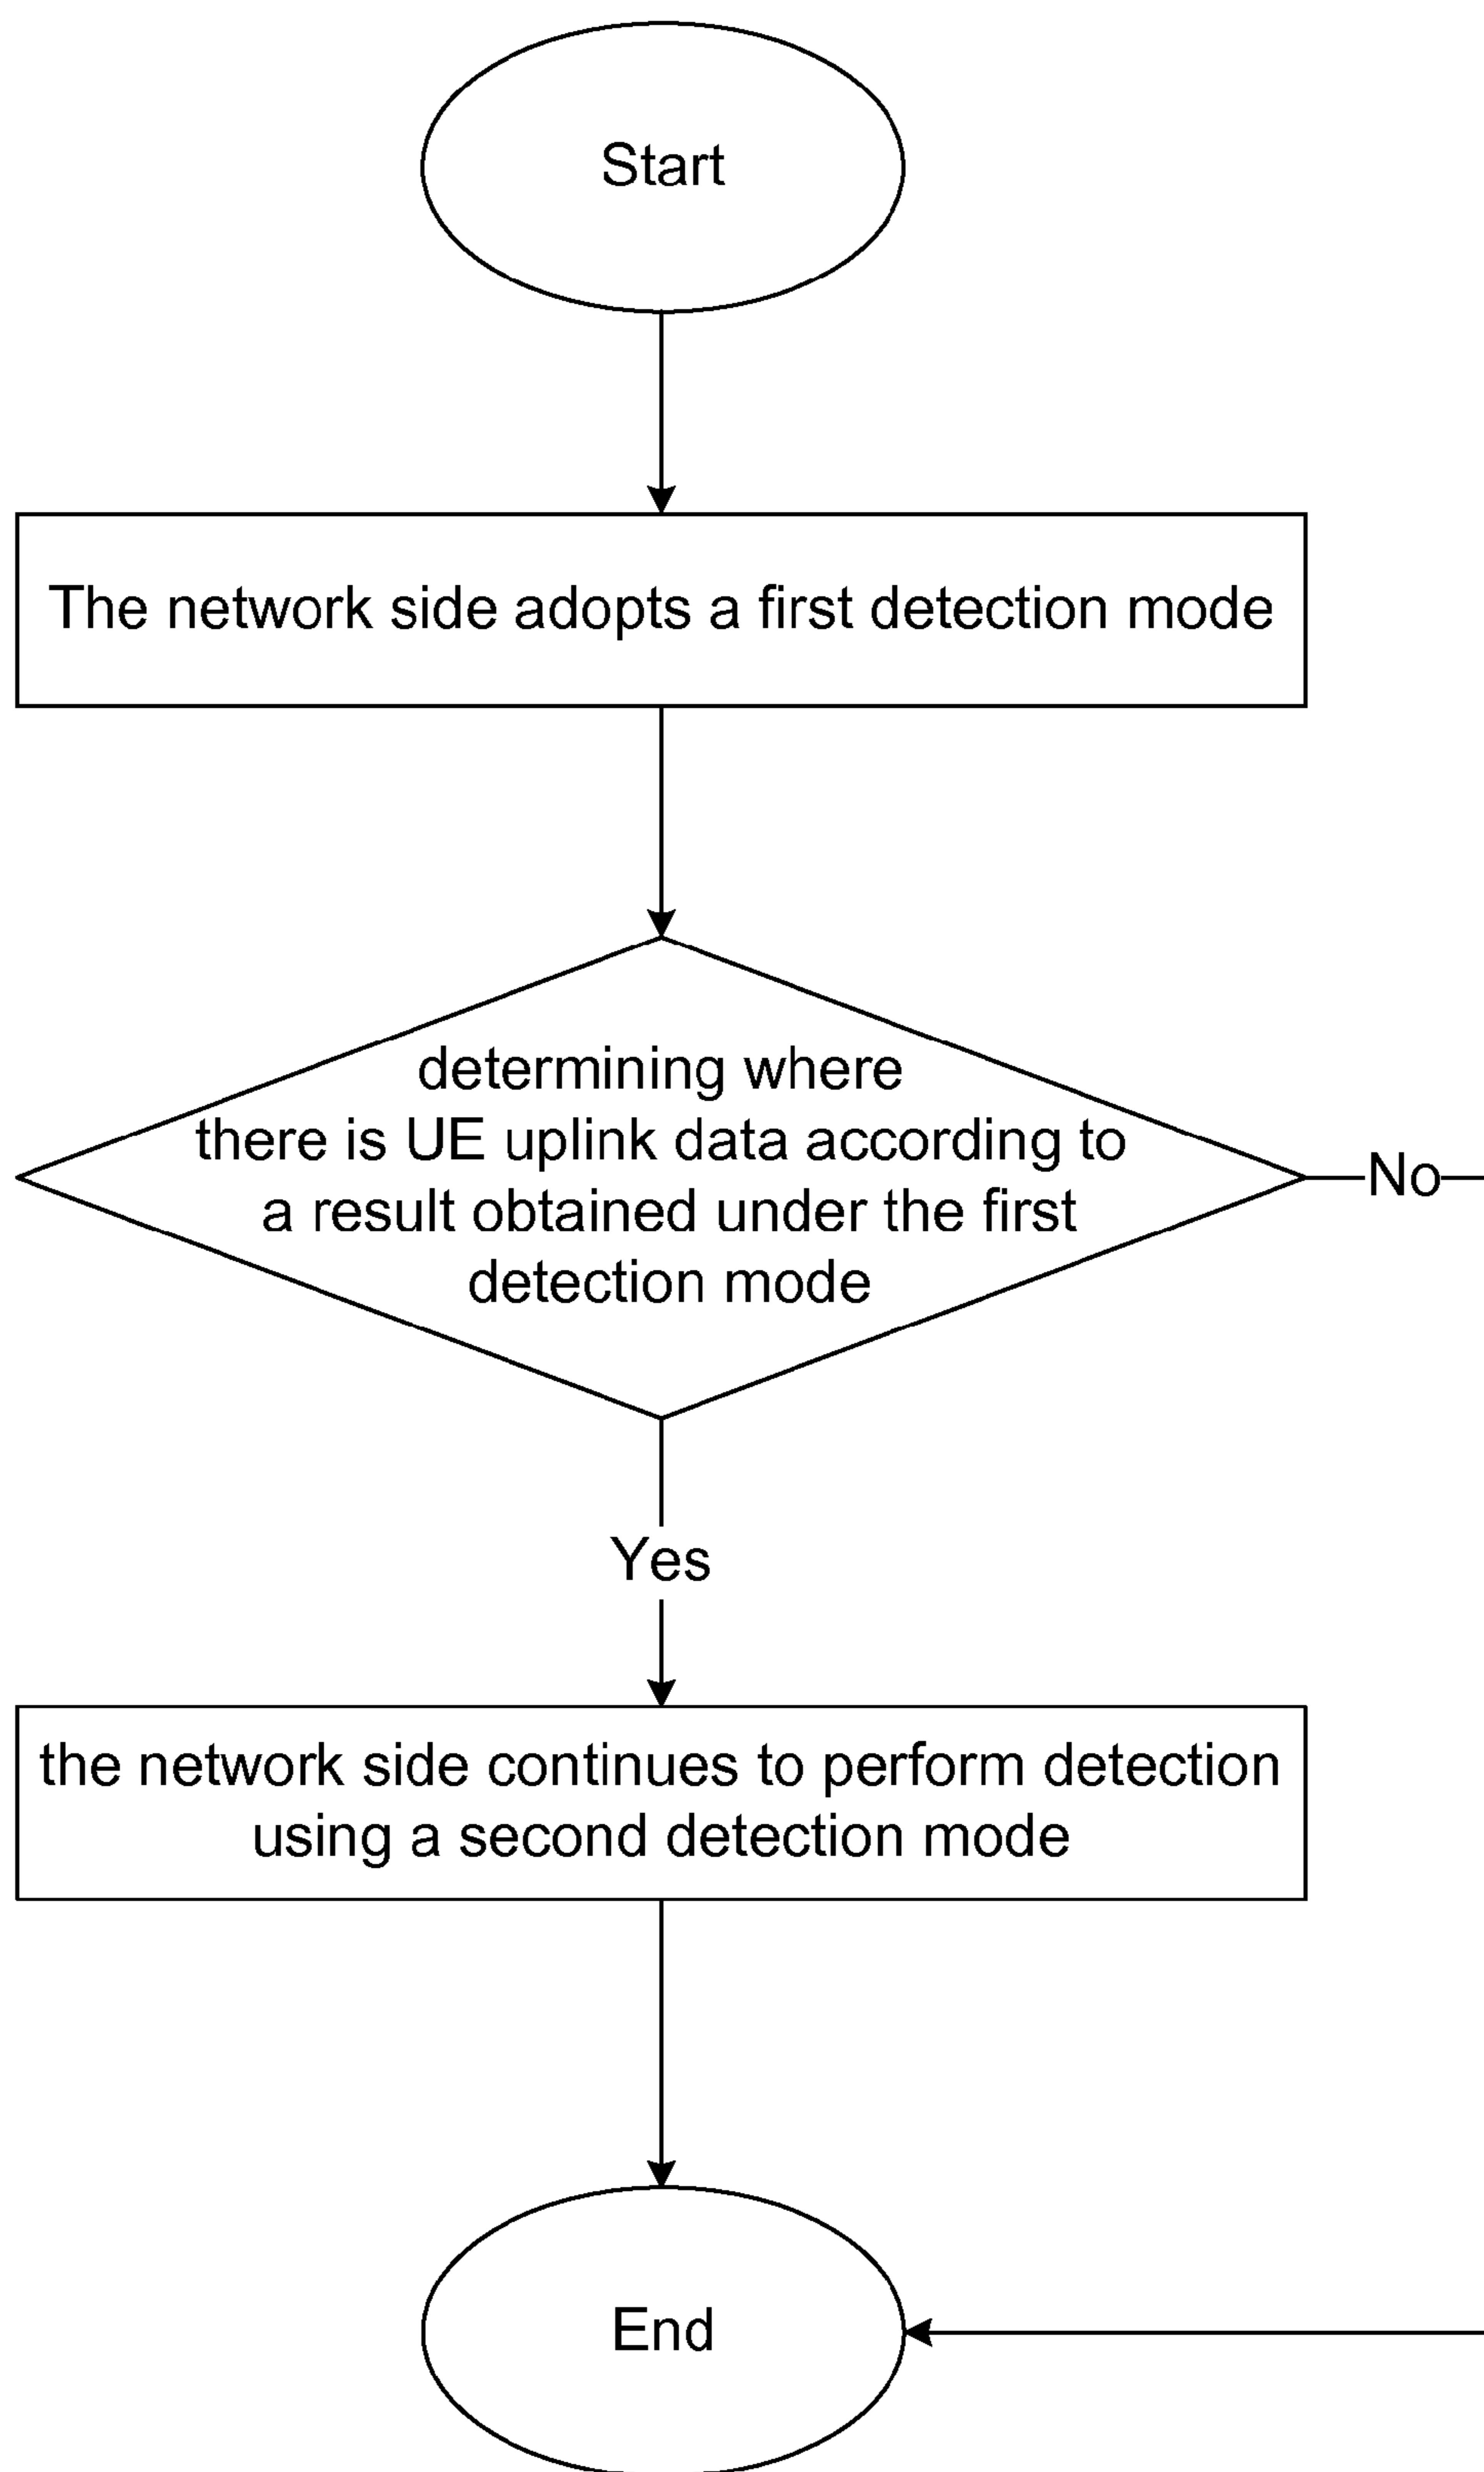 Start
The network side adopts a first detection mode
determining where
there is UE uplink data according to
a result obtained under the first
detection mode
No
Yes
the network side continues to perform detection
using a second detection mode
End